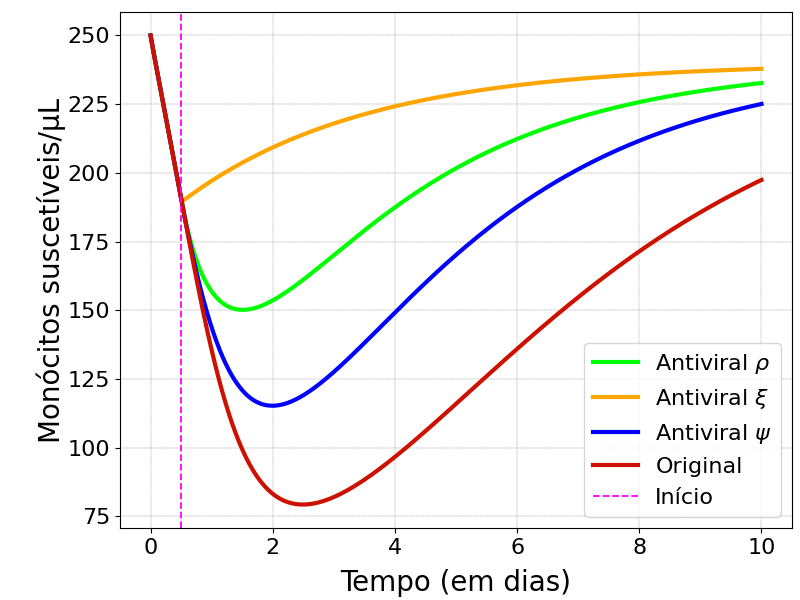 250
225
200
175
150
125
100
75
Monócitos suscetíveis/μL
0 2 4 6 8 10
Tempo (em dias)
Antiviral ρ
Antiviral ξ
Antiviral ψ
Original
Início